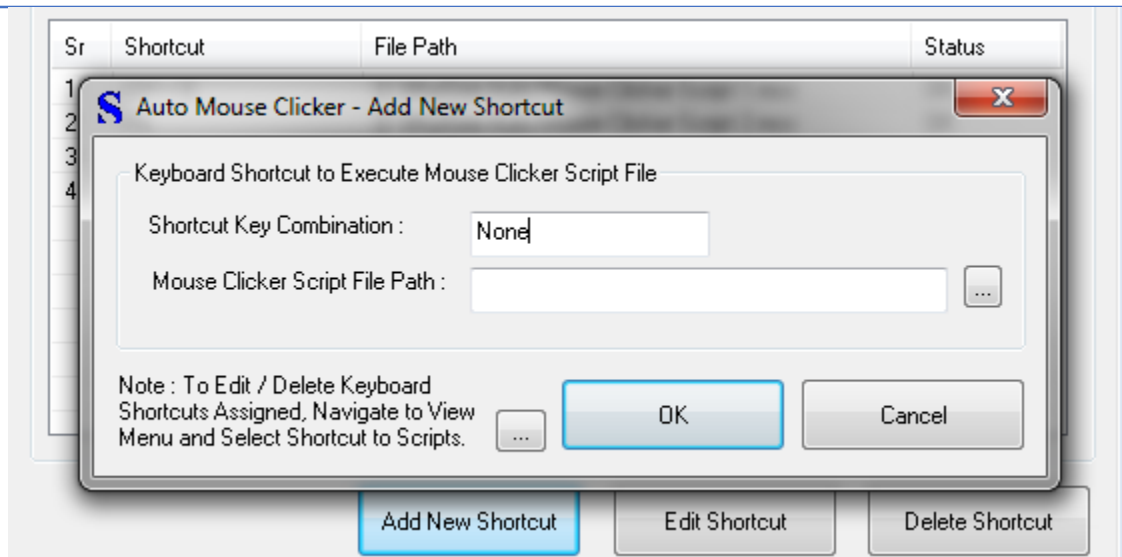 Sr Shortcut File Path Status
1
S Auto Mouse Clicker - Add New Shortcut X
2
3
Keyboard Shortcut to Execute Mouse Clicker Script File
4
Shortcut Key Combination : None
Mouse Clicker Script File Path : ...
Note : To Edit / Delete Keyboard
Shortcuts Assigned, Navigate to View
Menu and Select Shortcut to Scripts. ... OK Cancel
Add New Shortcut Edit Shortcut Delete Shortcut